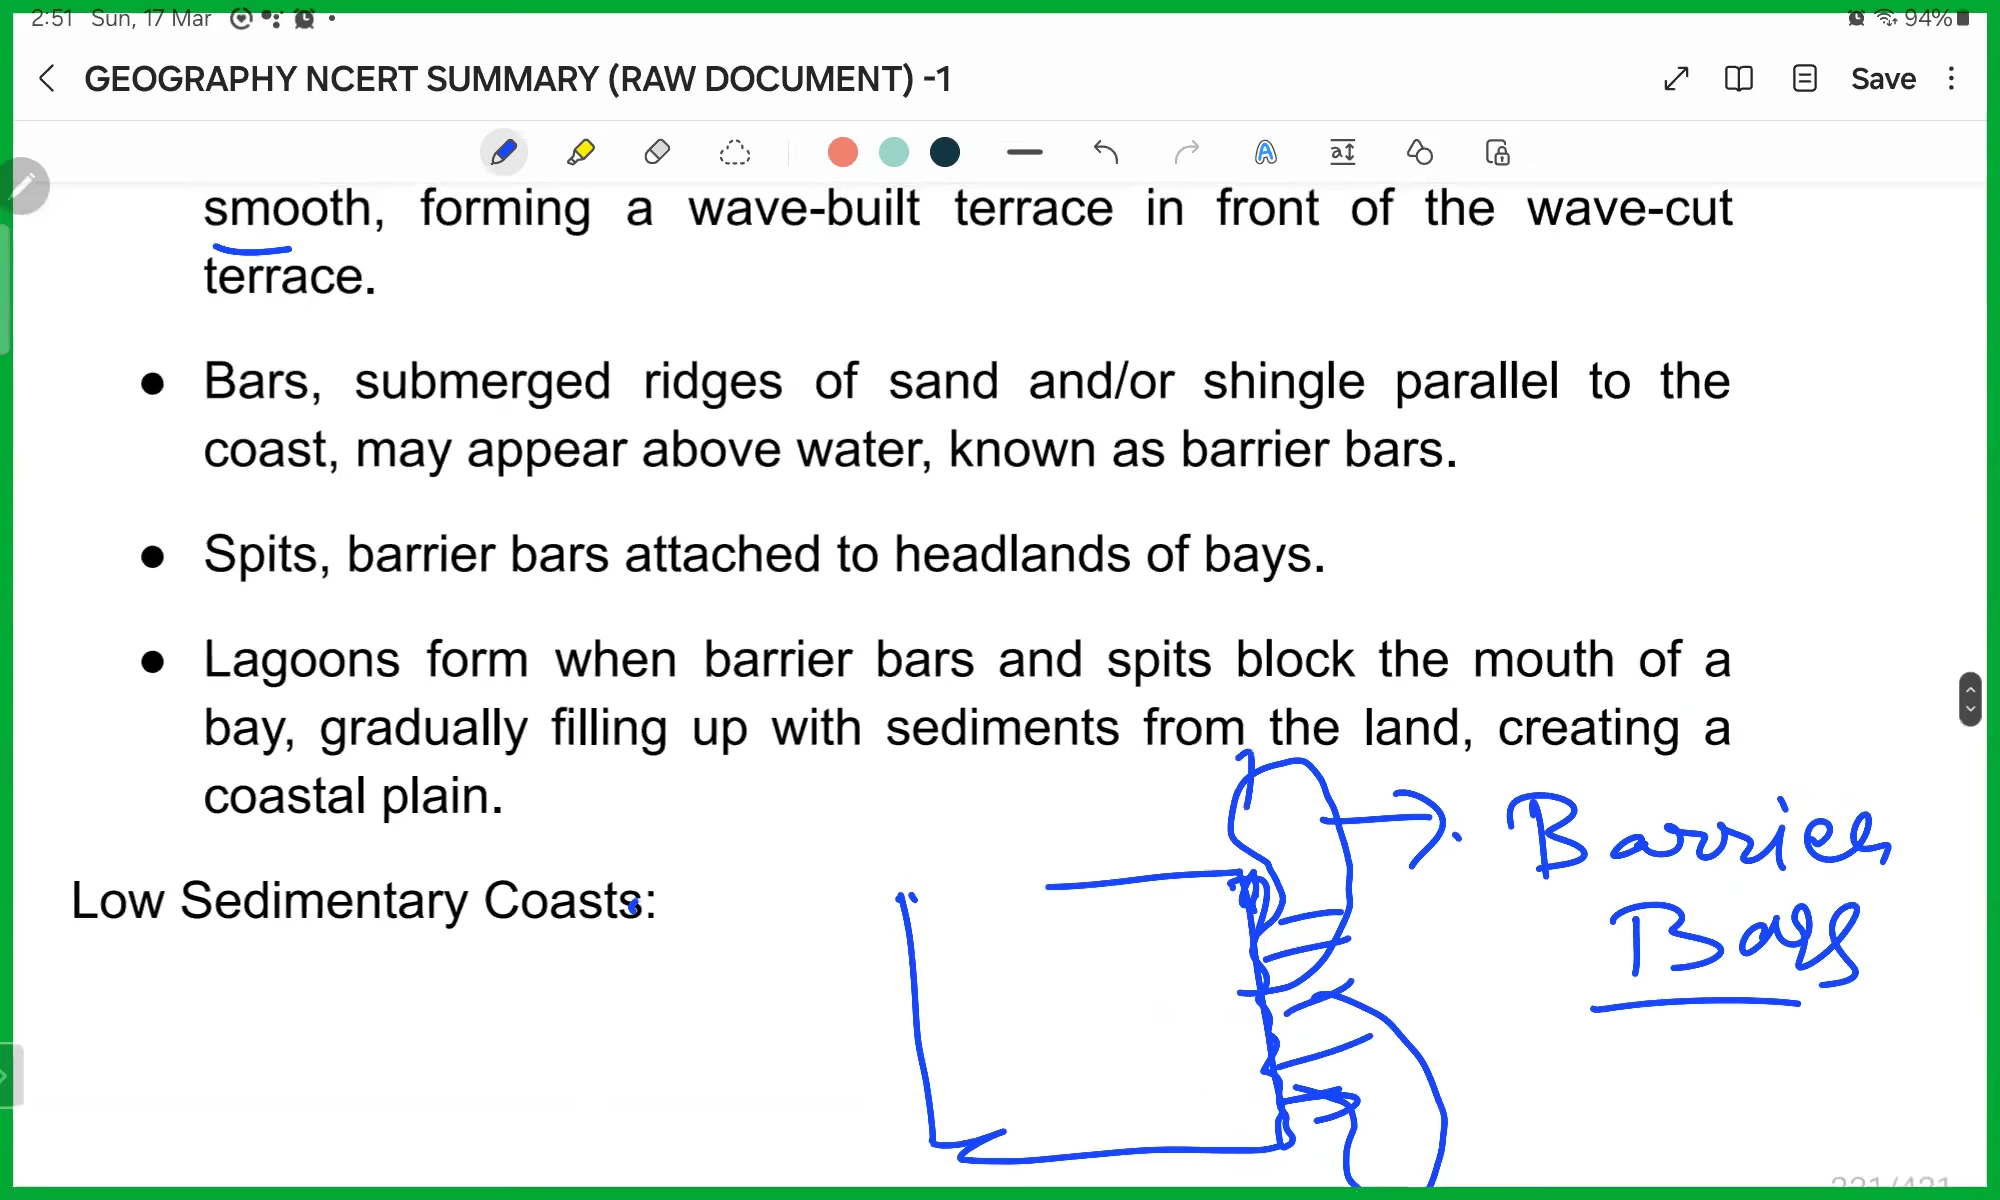 2:51 Sun, 17 Mar
94%
GEOGRAPHY NCERT SUMMARY (RAW DOCUMENT) -1
Save
smooth, forming a wave-built terrace in front of the wave-cut
terrace.
● Bars, submerged ridges of sand and/or shingle parallel to the
coast, may appear above water, known as barrier bars.
● Spits, barrier bars attached to headlands of bays.
● Lagoons form when barrier bars and spits block the mouth of a
bay, gradually filling up with sediments from the land, creating a
coastal plain.
Barrier
Bars
Low Sedimentary Coasts: